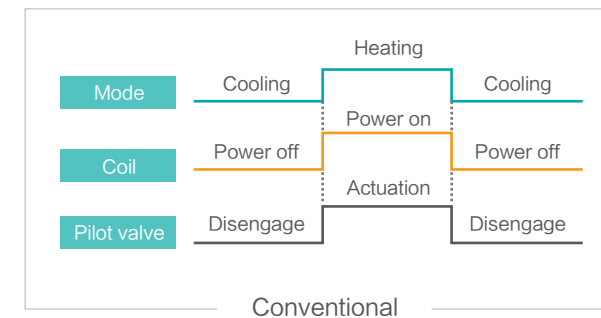 Heating
Mode Cooling Cooling
Power on
Coil Power off Power off
Actuation
Pilot valve Disengage Disengage
Conventional